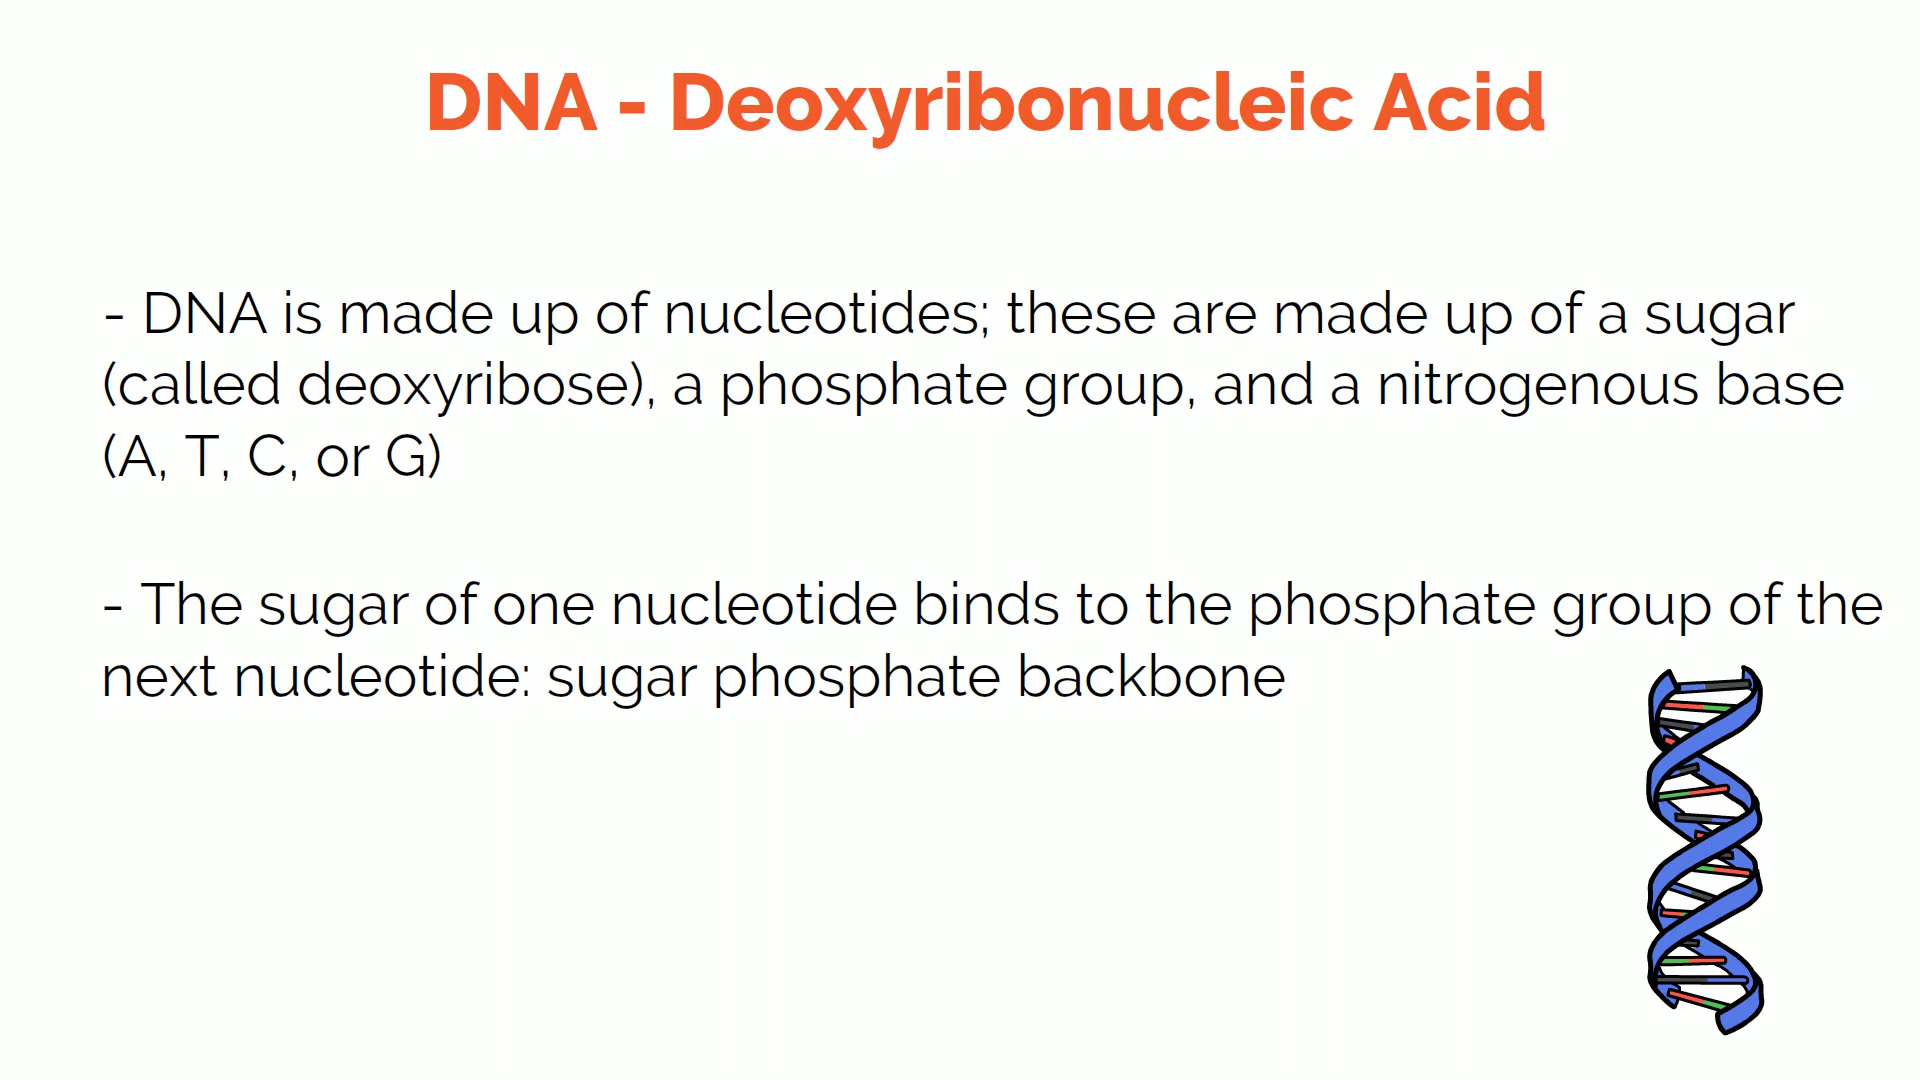 DNA - Deoxyribonucleic Acid
- DNA is made up of nucleotides; these are made up of a sugar
(called deoxyribose), a phosphate group, and a nitrogenous base
(A, T, C, or G)
- The sugar of one nucleotide binds to the phosphate group of the
next nucleotide: sugar phosphate backbone